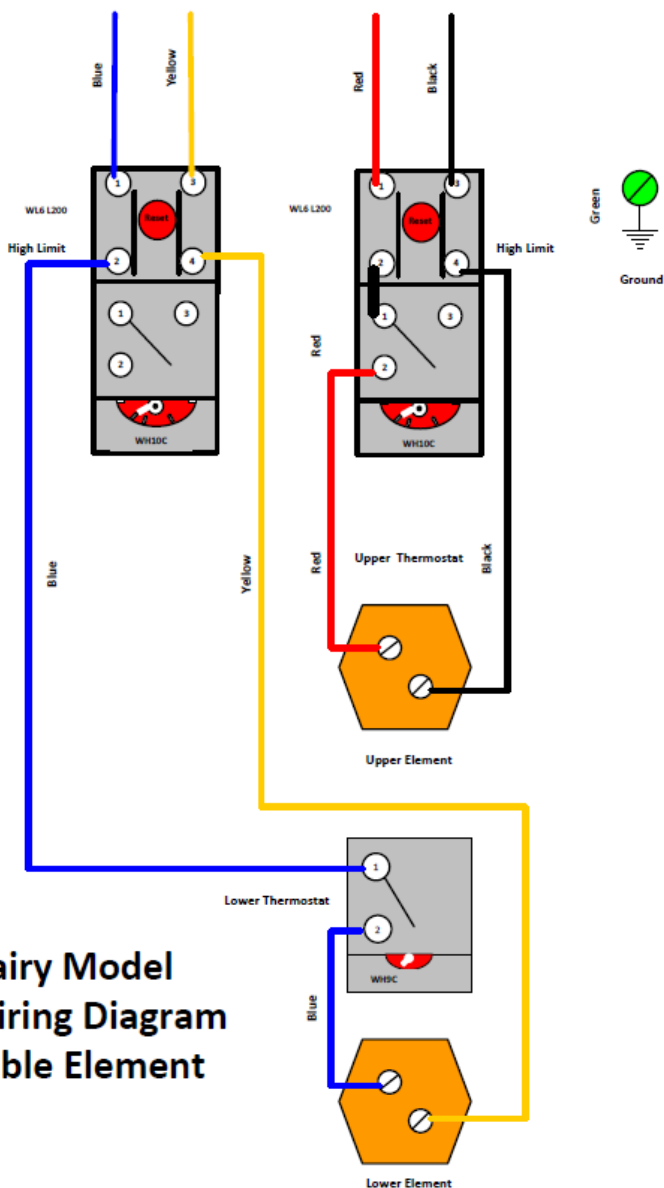 Blue
Yellow
Red
Black
1
3
Reset
2
4
WL6 L200
High Limit
1
3
2
WH10C
1
3
Reset
2
4
WL6 L200
High Limit
1
3
2
WH10C
Green
Ground
Red
Blue
Yellow
Red
Upper Thermostat
Black
Upper Element
1
2
Lower Thermostat
WH9C
airy Model
iring Diagram
ble Element
Blue
Lower Element